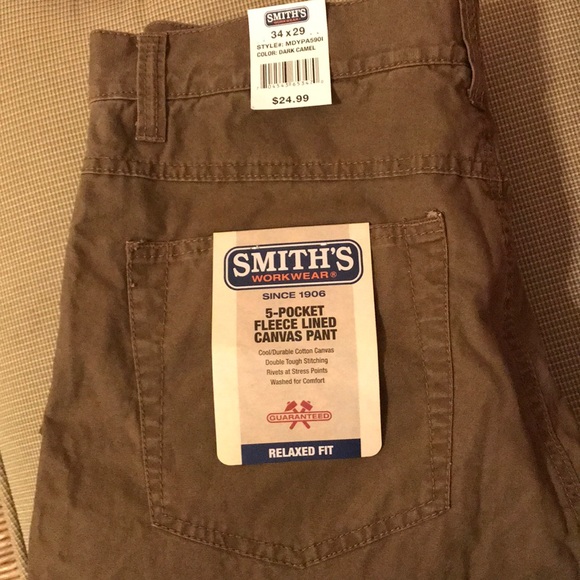 SMITH'S
WORKWEAR
34 x 29
COLOR: DARK CAMEL
$24.99
SMITH'S
WORKWEAR®
SINCE 1906
5-POCKET
FLEECE LINED
CANVAS PANT
Cool/Durable Cotton Canvas
Double Tough Stitching
Rivets at Stress Points
Washed for Comfort
GUARANTEED
RELAXED FIT